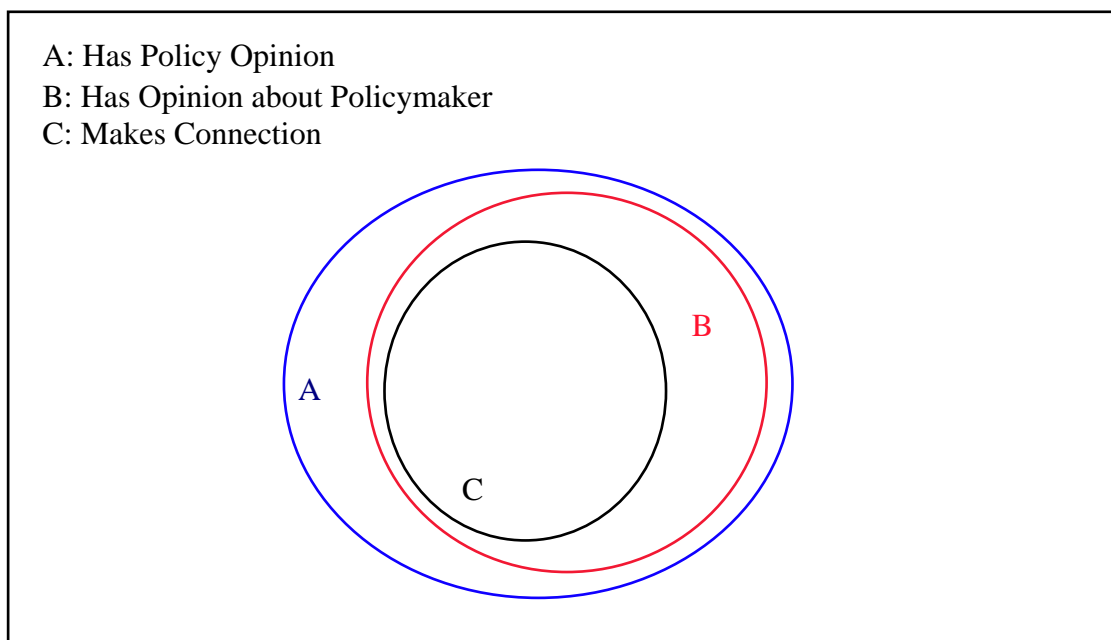 A: Has Policy Opinion
B: Has Opinion about Policymaker
C: Makes Connection
B
A
C